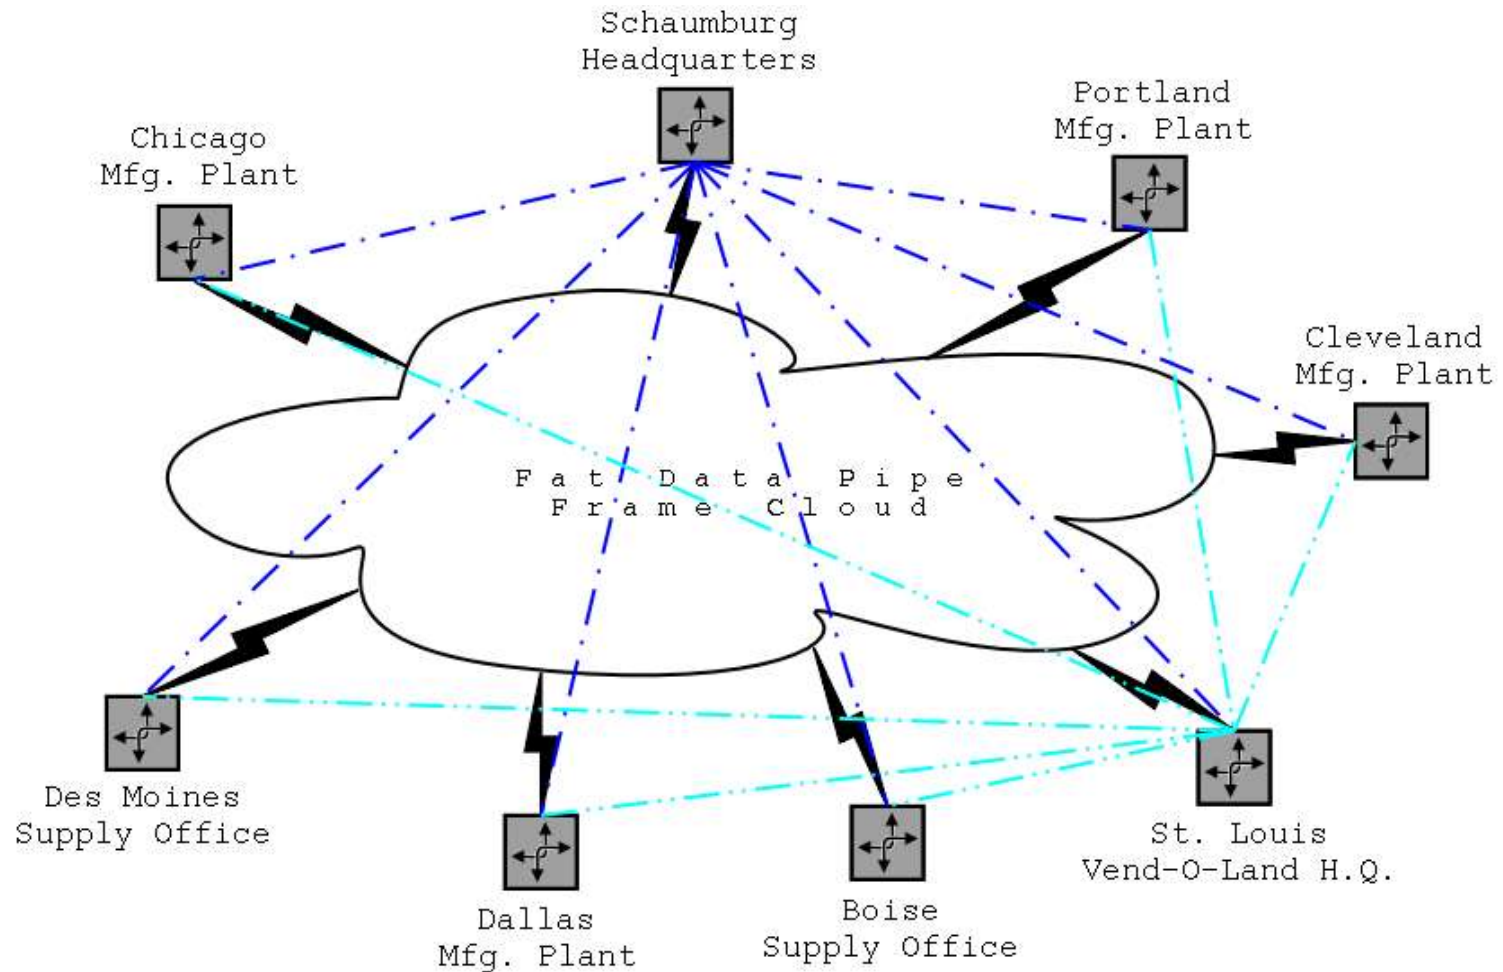 Schaumburg
Headquarters
Portland
Mfg. Plant
Chicago
Mfg. Plant
Cleveland
Mfg. Plant
Fat Data Pipe
Frame Cloud
Des Moines
Supply Office
St. Louis
Vend-O-Land H.Q.
Dallas
Mfg. Plant
Boise
Supply Office